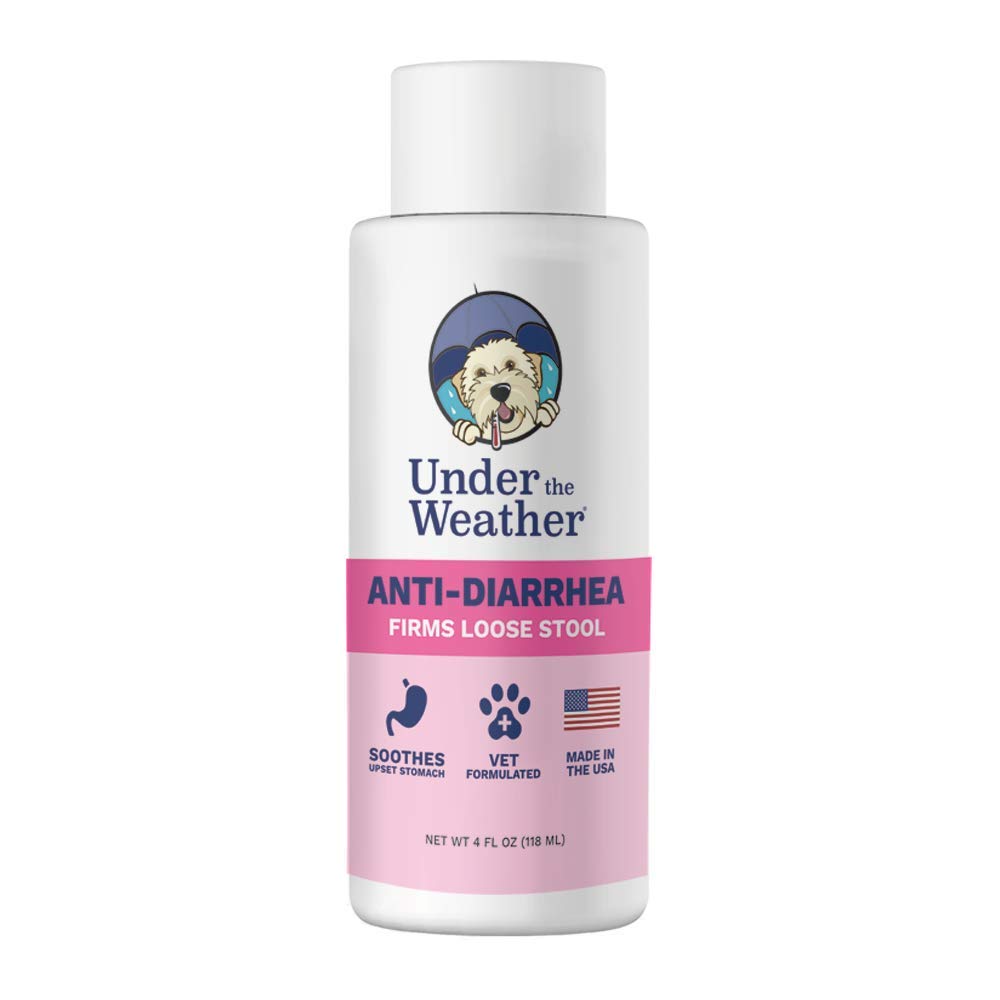 Under the
Weather®
ANTI-DIARRHEA
FIRMS LOOSE STOOL
SOOTHES
UPSET STOMACH
VET
FORMULATED
MADE IN
THE USA
NET WT 4 FL OZ (118 ML)